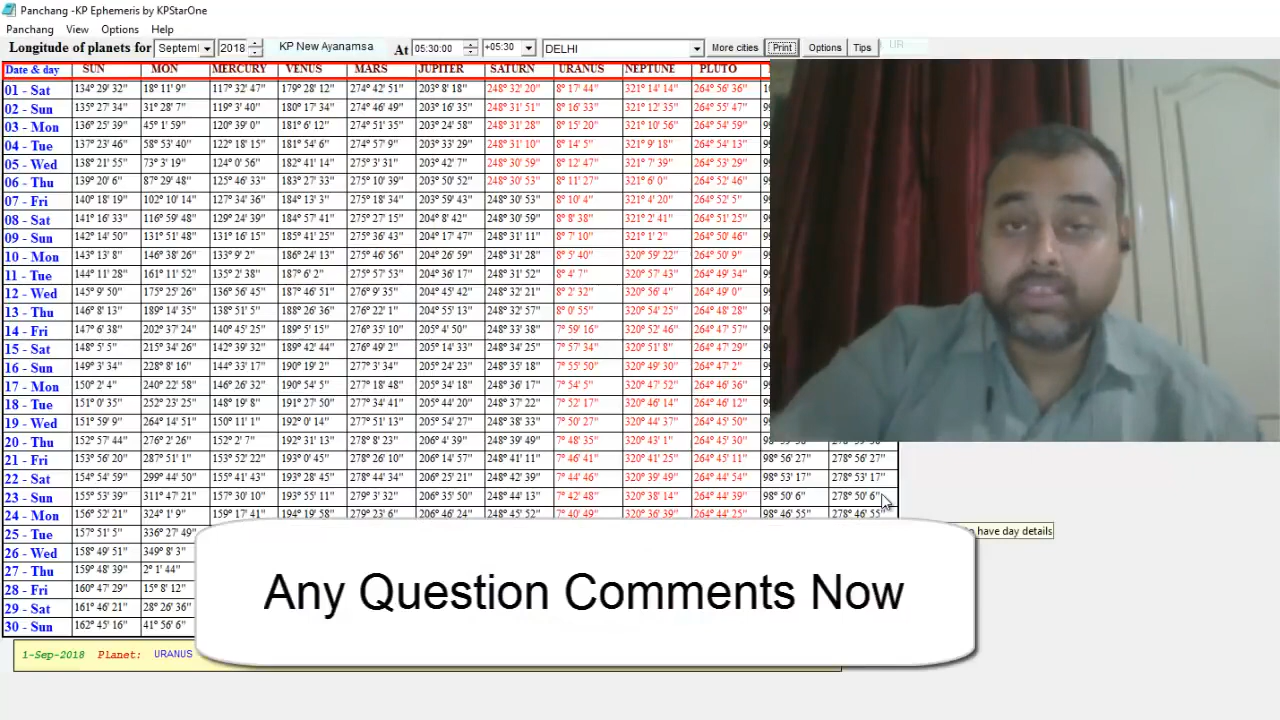 Panchang -KP Ephemeris by KPStarOne
Panchang View Options Help
Longitude of planets for Septeml 2018 KP New Ayanamsa At 05:30:00 +05:30 DELHI More cities Print Options Tips UR
Date & day SUN MON MERCURY VENUS MARS JUPITER SATURN URANUS NEPTUNE PLUTO
01 - Sat 134° 29' 32" 18° 11' 9" 117° 32' 47" 179° 28' 12" 274° 42' 51" 203° 8' 18" 248° 32' 20" 8° 17' 44" 321° 14' 14" 264° 56' 36" 10
02 - Sun 135° 27' 34" 31° 28' 7" 119° 3' 40" 180° 17' 34" 274° 46' 49" 203° 16' 35" 248° 31' 51" 8° 16' 33" 321° 12' 35" 264° 55' 47" 99
03 - Mon 136° 25' 39" 45° 1' 59" 120° 39' 0" 181° 6' 12" 274° 51' 35" 203° 24' 58" 248° 31' 28" 8° 15' 20" 321° 10' 56" 264° 54' 59" 99
04 - Tue 137° 23' 46" 58° 53' 40" 122° 18' 15" 181° 54' 6" 274° 57' 9" 203° 33' 29" 248° 31' 10" 8° 14' 5" 321° 9' 18" 264° 54' 13" 99
05 - Wed 138° 21' 55" 73° 3' 19" 124° 0' 56" 182° 41' 14" 275° 3' 31" 203° 42' 7" 248° 30' 59" 8° 12' 47" 321° 7' 39" 264° 53' 29" 99
06 - Thu 139° 20' 6" 87° 29' 48" 125° 46' 33" 183° 27' 33" 275° 10' 39" 203° 50' 52" 248° 30' 53" 8° 11' 27" 321° 6' 0" 264° 52' 46" 99
07 - Fri 140° 18' 19" 102° 10' 14" 127° 34' 36" 184° 13' 3" 275° 18' 34" 203° 59' 43" 248° 30' 53" 8° 10' 4" 321° 4' 20" 264° 52' 5" 99
08 - Sat 141° 16' 33" 116° 59' 48" 129° 24' 39" 184° 57' 41" 275° 27' 15" 204° 8' 42" 248° 30' 59" 8° 8' 38" 321° 2' 41" 264° 51' 25" 99
09 - Sun 142° 14' 50" 131° 51' 48" 131° 16' 15" 185° 41' 25" 275° 36' 43" 204° 17' 47" 248° 31' 11" 8° 7' 10" 321° 1' 2" 264° 50' 46" 99
10 - Mon 143° 13' 8" 146° 38' 26" 133° 9' 2" 186° 24' 13" 275° 46' 56" 204° 26' 59" 248° 31' 28" 8° 5' 40" 320° 59' 22" 264° 50' 9" 99
11 - Tue 144° 11' 28" 161° 11' 52" 135° 2' 38" 187° 6' 2" 275° 57' 53" 204° 36' 17" 248° 31' 52" 8° 4' 7" 320° 57' 43" 264° 49' 34" 99
12 - Wed 145° 9' 50" 175° 25' 26" 136° 56' 45" 187° 46' 51" 276° 9' 35" 204° 45' 42" 248° 32' 21" 8° 2' 32" 320° 56' 4" 264° 49' 0" 99
13 - Thu 146° 8' 13" 189° 14' 38" 138° 51' 5" 188° 26' 36" 276° 22' 1" 204° 55' 13" 248° 32' 57" 8° 0' 55" 320° 54' 25" 264° 48' 28" 99
14 - Fri 147° 6' 38" 202° 37' 24" 140° 45' 25" 189° 5' 15" 276° 35' 10" 205° 4' 50" 248° 33' 38" 7° 59' 16" 320° 52' 46" 264° 47' 57" 99
15 - Sat 148° 5' 5" 215° 34' 26" 142° 39' 32" 189° 42' 44" 276° 49' 2" 205° 14' 33" 248° 34' 25" 7° 57' 34" 320° 51' 8" 264° 47' 29" 99
16 - Sun 149° 3' 34" 228° 8' 16" 144° 33' 17" 190° 19' 2" 277° 3' 34" 205° 24' 23" 248° 35' 18" 7° 55' 50" 320° 49' 30" 264° 47' 2" 99
17 - Mon 150° 2' 4" 240° 22' 58" 146° 26' 32" 190° 54' 5" 277° 18' 48" 205° 34' 18" 248° 36' 17" 7° 54' 5" 320° 47' 52" 264° 46' 36" 99
18 - Tue 151° 0' 35" 252° 23' 25" 148° 19' 8" 191° 27' 50" 277° 34' 41" 205° 44' 20" 248° 37' 22" 7° 52' 17" 320° 46' 14" 264° 46' 12" 99
19 - Wed 151° 59' 9" 264° 14' 51" 150° 11' 1" 192° 0' 14" 277° 51' 13" 205° 54' 27" 248° 38' 33" 7° 50' 27" 320° 44' 37" 264° 45' 50" 99
20 - Thu 152° 57' 44" 276° 2' 26" 152° 2' 7" 192° 31' 13" 278° 8' 23" 206° 4' 39" 248° 39' 49" 7° 48' 35" 320° 43' 1" 264° 45' 30"
21 - Fri 153° 56' 20" 287° 51' 1" 153° 52' 22" 193° 0' 45" 278° 26' 10" 206° 14' 57" 248° 41' 11" 7° 46' 41" 320° 41' 25" 264° 45' 11" 98° 56' 27" 278° 56' 27"
22 - Sat 154° 54' 59" 299° 44' 50" 155° 41' 43" 193° 28' 45" 278° 44' 34" 206° 25' 21" 248° 42' 39" 7° 44' 46" 320° 39' 49" 264° 44' 54" 98° 53' 17" 278° 53' 17"
23 - Sun 155° 53' 39" 311° 47' 21" 157° 30' 10" 193° 55' 11" 279° 3' 32" 206° 35' 50" 248° 44' 13" 7° 42' 48" 320° 38' 14" 264° 44' 39" 98° 50' 6" 278° 50' 6"
24 - Mon 156° 52' 21" 324° 1' 9" 159° 17' 41" 194° 19' 58" 279° 23' 6" 206° 46' 24" 248° 45' 52" 7° 40' 49" 320° 36' 39" 264° 44' 25" 98° 46' 55" 278° 46' 55"
25 - Tue 157° 51' 5" 336° 27' 49" to have day details
26 - Wed 158° 49' 51" 349° 8' 3"
27 - Thu 159° 48' 39" 2° 1' 44"
28 - Fri 160° 47' 29" 15° 8' 12"
29 - Sat 161° 46' 21" 28° 26' 36"
30 - Sun 162° 45' 16" 41° 56' 6"
Any Question Comments Now
1-Sep-2018 Planet: URANUS